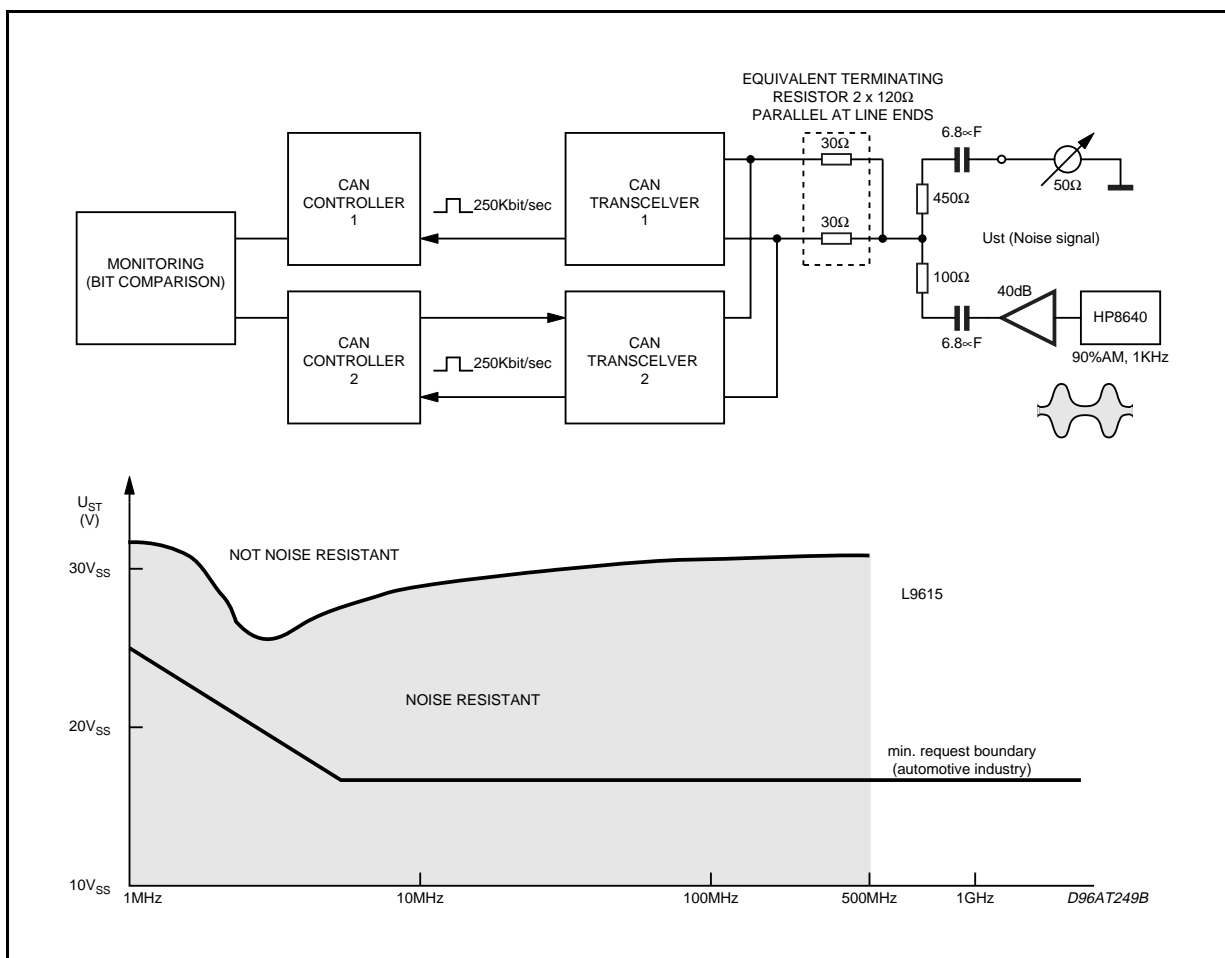 EQUIVALENT TERMINATING
RESISTOR 2 x 120Ω
PARALLEL AT LINE ENDS
MONITORING
(BIT COMPARISON)
CAN
CONTROLLER
1
250Kbit/sec
CAN
TRANSCELVER
1
30Ω
30Ω
6.8∝F
50Ω
450Ω
Ust (Noise signal)
100Ω
40dB
6.8∝F
HP8640
90%AM, 1KHz
CAN
CONTROLLER
2
250Kbit/sec
CAN
TRANSCELVER
2
U_ST
(V)
30V_SS
20V_SS
10V_SS
NOT NOISE RESISTANT
L9615
NOISE RESISTANT
min. request boundary
(automotive industry)
1MHz
10MHz
100MHz
500MHz
1GHz
D96AT249B